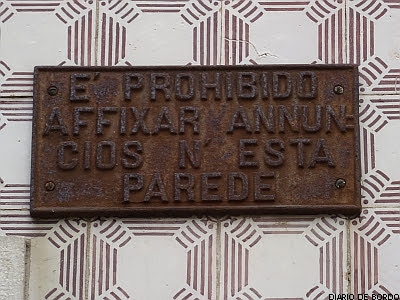 E' PROHIBIDO
AFFIXAR ANNUN-
CIOS N' ESTA
PAREDE
DIARIO DE BORDO